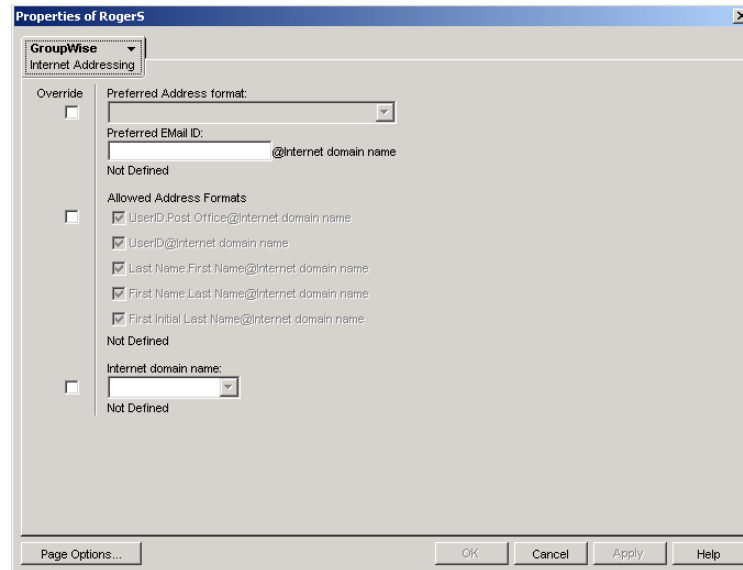 Properties of RogerS
GroupWise
Internet Addressing
Override
Preferred Address format:
Preferred EMail ID:
@Internet domain name
Not Defined
Allowed Address Formats
UserID.Post Office@Internet domain name
UserID@Internet domain name
Last Name.First Name@Internet domain name
First Name.Last Name@Internet domain name
First Initial Last Name@Internet domain name
Not Defined
Internet domain name:
Not Defined
Page Options... OK Cancel Apply Help